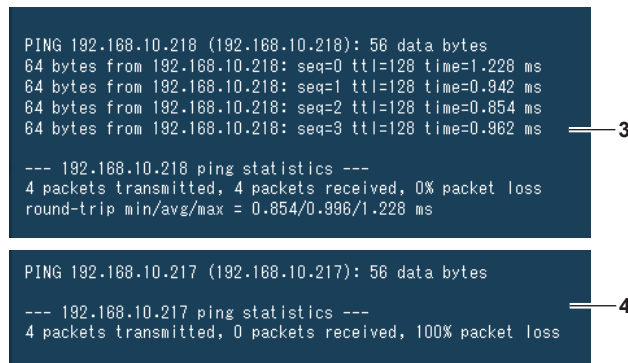 PING 192.168.10.218 (192.168.10.218): 56 data bytes
64 bytes from 192.168.10.218: seq=0 ttl=128 time=1.228 ms
64 bytes from 192.168.10.218: seq=1 ttl=128 time=0.942 ms
64 bytes from 192.168.10.218: seq=2 ttl=128 time=0.854 ms
64 bytes from 192.168.10.218: seq=3 ttl=128 time=0.962 ms
3
--- 192.168.10.218 ping statistics ---
4 packets transmitted, 4 packets received, 0% packet loss
round-trip min/avg/max = 0.854/0.996/1.228 ms
PING 192.168.10.217 (192.168.10.217): 56 data bytes
4
--- 192.168.10.217 ping statistics ---
4 packets transmitted, 0 packets received, 100% packet loss